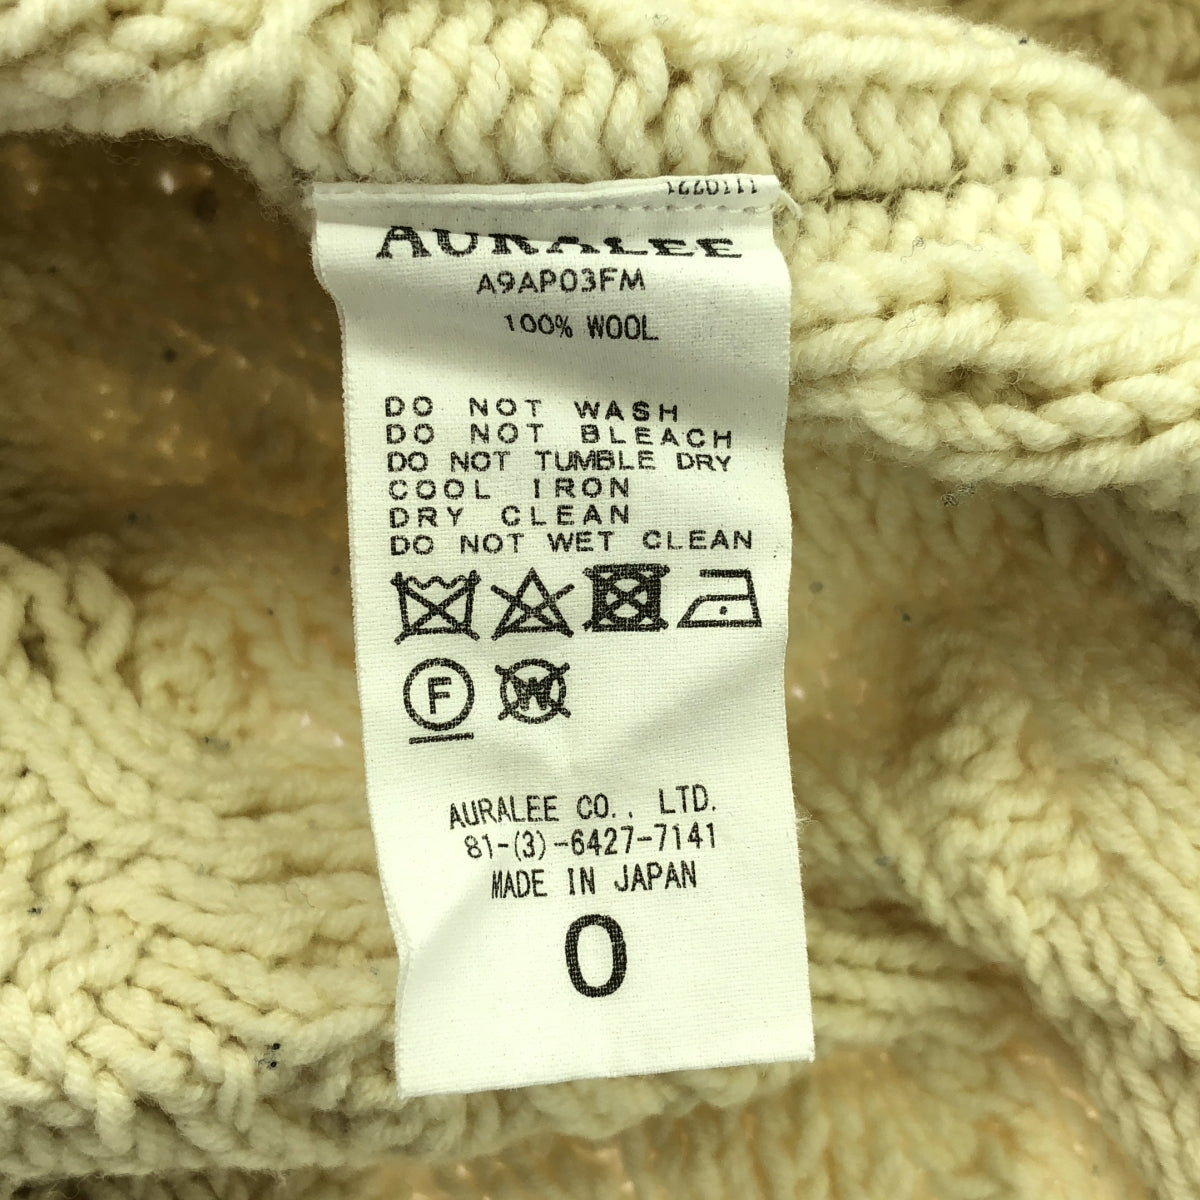 AURALEE
A9AP03FM
100% WOOL
DO NOT WASH
DO NOT BLEACH
DO NOT TUMBLE DRY
COOL IRON
DRY CLEAN
DO NOT WET CLEAN
F W
AURALEE CO., LTD.
81-(3)-6427-7141
MADE IN JAPAN
0